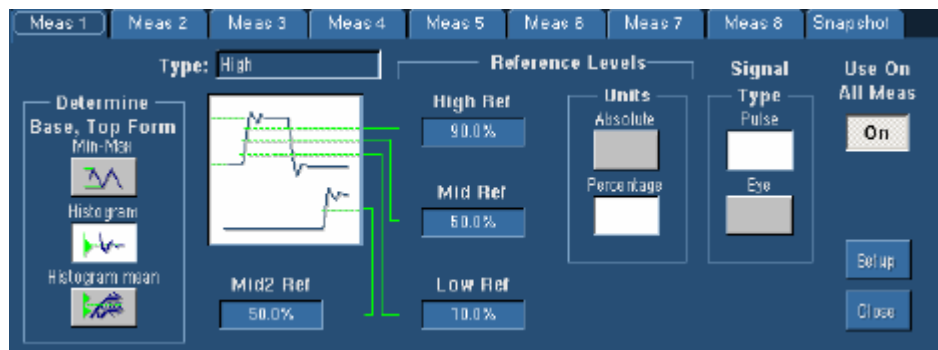 Meas 1 Meas 2 Meas 3 Meas 4 Meas 5 Meas 6 Meas 7 Meas 8 Snapshot
Type: High
Reference Levels
Signal
Type
Use On
All Meas
Determine
Base, Top Form
Min-Max
Histogram
Histogram mean
High Ref
90.0%
Mid Ref
50.0%
Low Ref
10.0%
Mid2 Ref
50.0%
Units
Absolute
Percentage
Pulse
Eye
On
Setup
Close